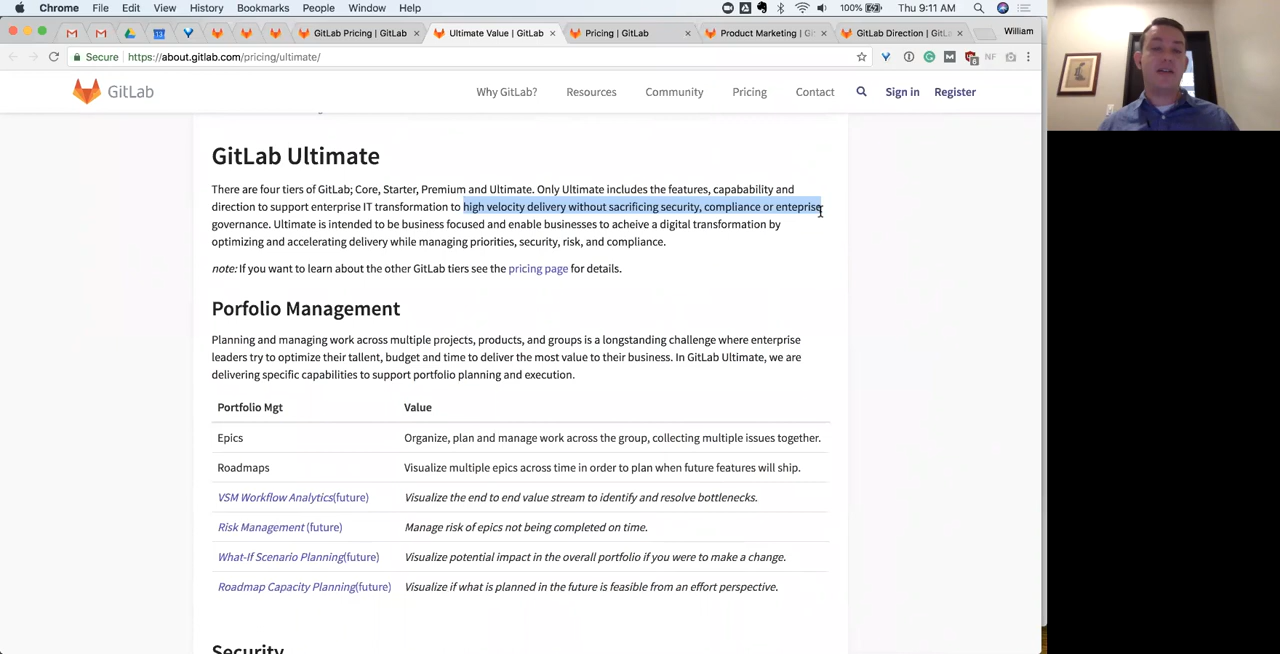 Chrome File Edit View History Bookmarks People Window Help 100% Thu 9:11 AM
GitLab Pricing | GitLab Ultimate Value | GitLab Pricing | GitLab Product Marketing | Gi GitLab Direction | GitLa William
Secure https://about.gitlab.com/pricing/ultimate/
GitLab Why GitLab? Resources Community Pricing Contact Sign in Register
GitLab Ultimate
There are four tiers of GitLab; Core, Starter, Premium and Ultimate. Only Ultimate includes the features, capabability and
direction to support enterprise IT transformation to high velocity delivery without sacrificing security, compliance or enteprise
governance. Ultimate is intended to be business focused and enable businesses to acheive a digital transformation by
optimizing and accelerating delivery while managing priorities, security, risk, and compliance.
note: If you want to learn about the other GitLab tiers see the pricing page for details.
Porfolio Management
Planning and managing work across multiple projects, products, and groups is a longstanding challenge where enterprise
leaders try to optimize their tallent, budget and time to deliver the most value to their business. In GitLab Ultimate, we are
delivering specific capabilities to support portfolio planning and execution.
Portfolio Mgt Value
Epics Organize, plan and manage work across the group, collecting multiple issues together.
Roadmaps Visualize multiple epics across time in order to plan when future features will ship.
VSM Workflow Analytics(future) Visualize the end to end value stream to identify and resolve bottlenecks.
Risk Management (future) Manage risk of epics not being completed on time.
What-If Scenario Planning(future) Visualize potential impact in the overall portfolio if you were to make a change.
Roadmap Capacity Planning(future) Visualize if what is planned in the future is feasible from an effort perspective.
Security